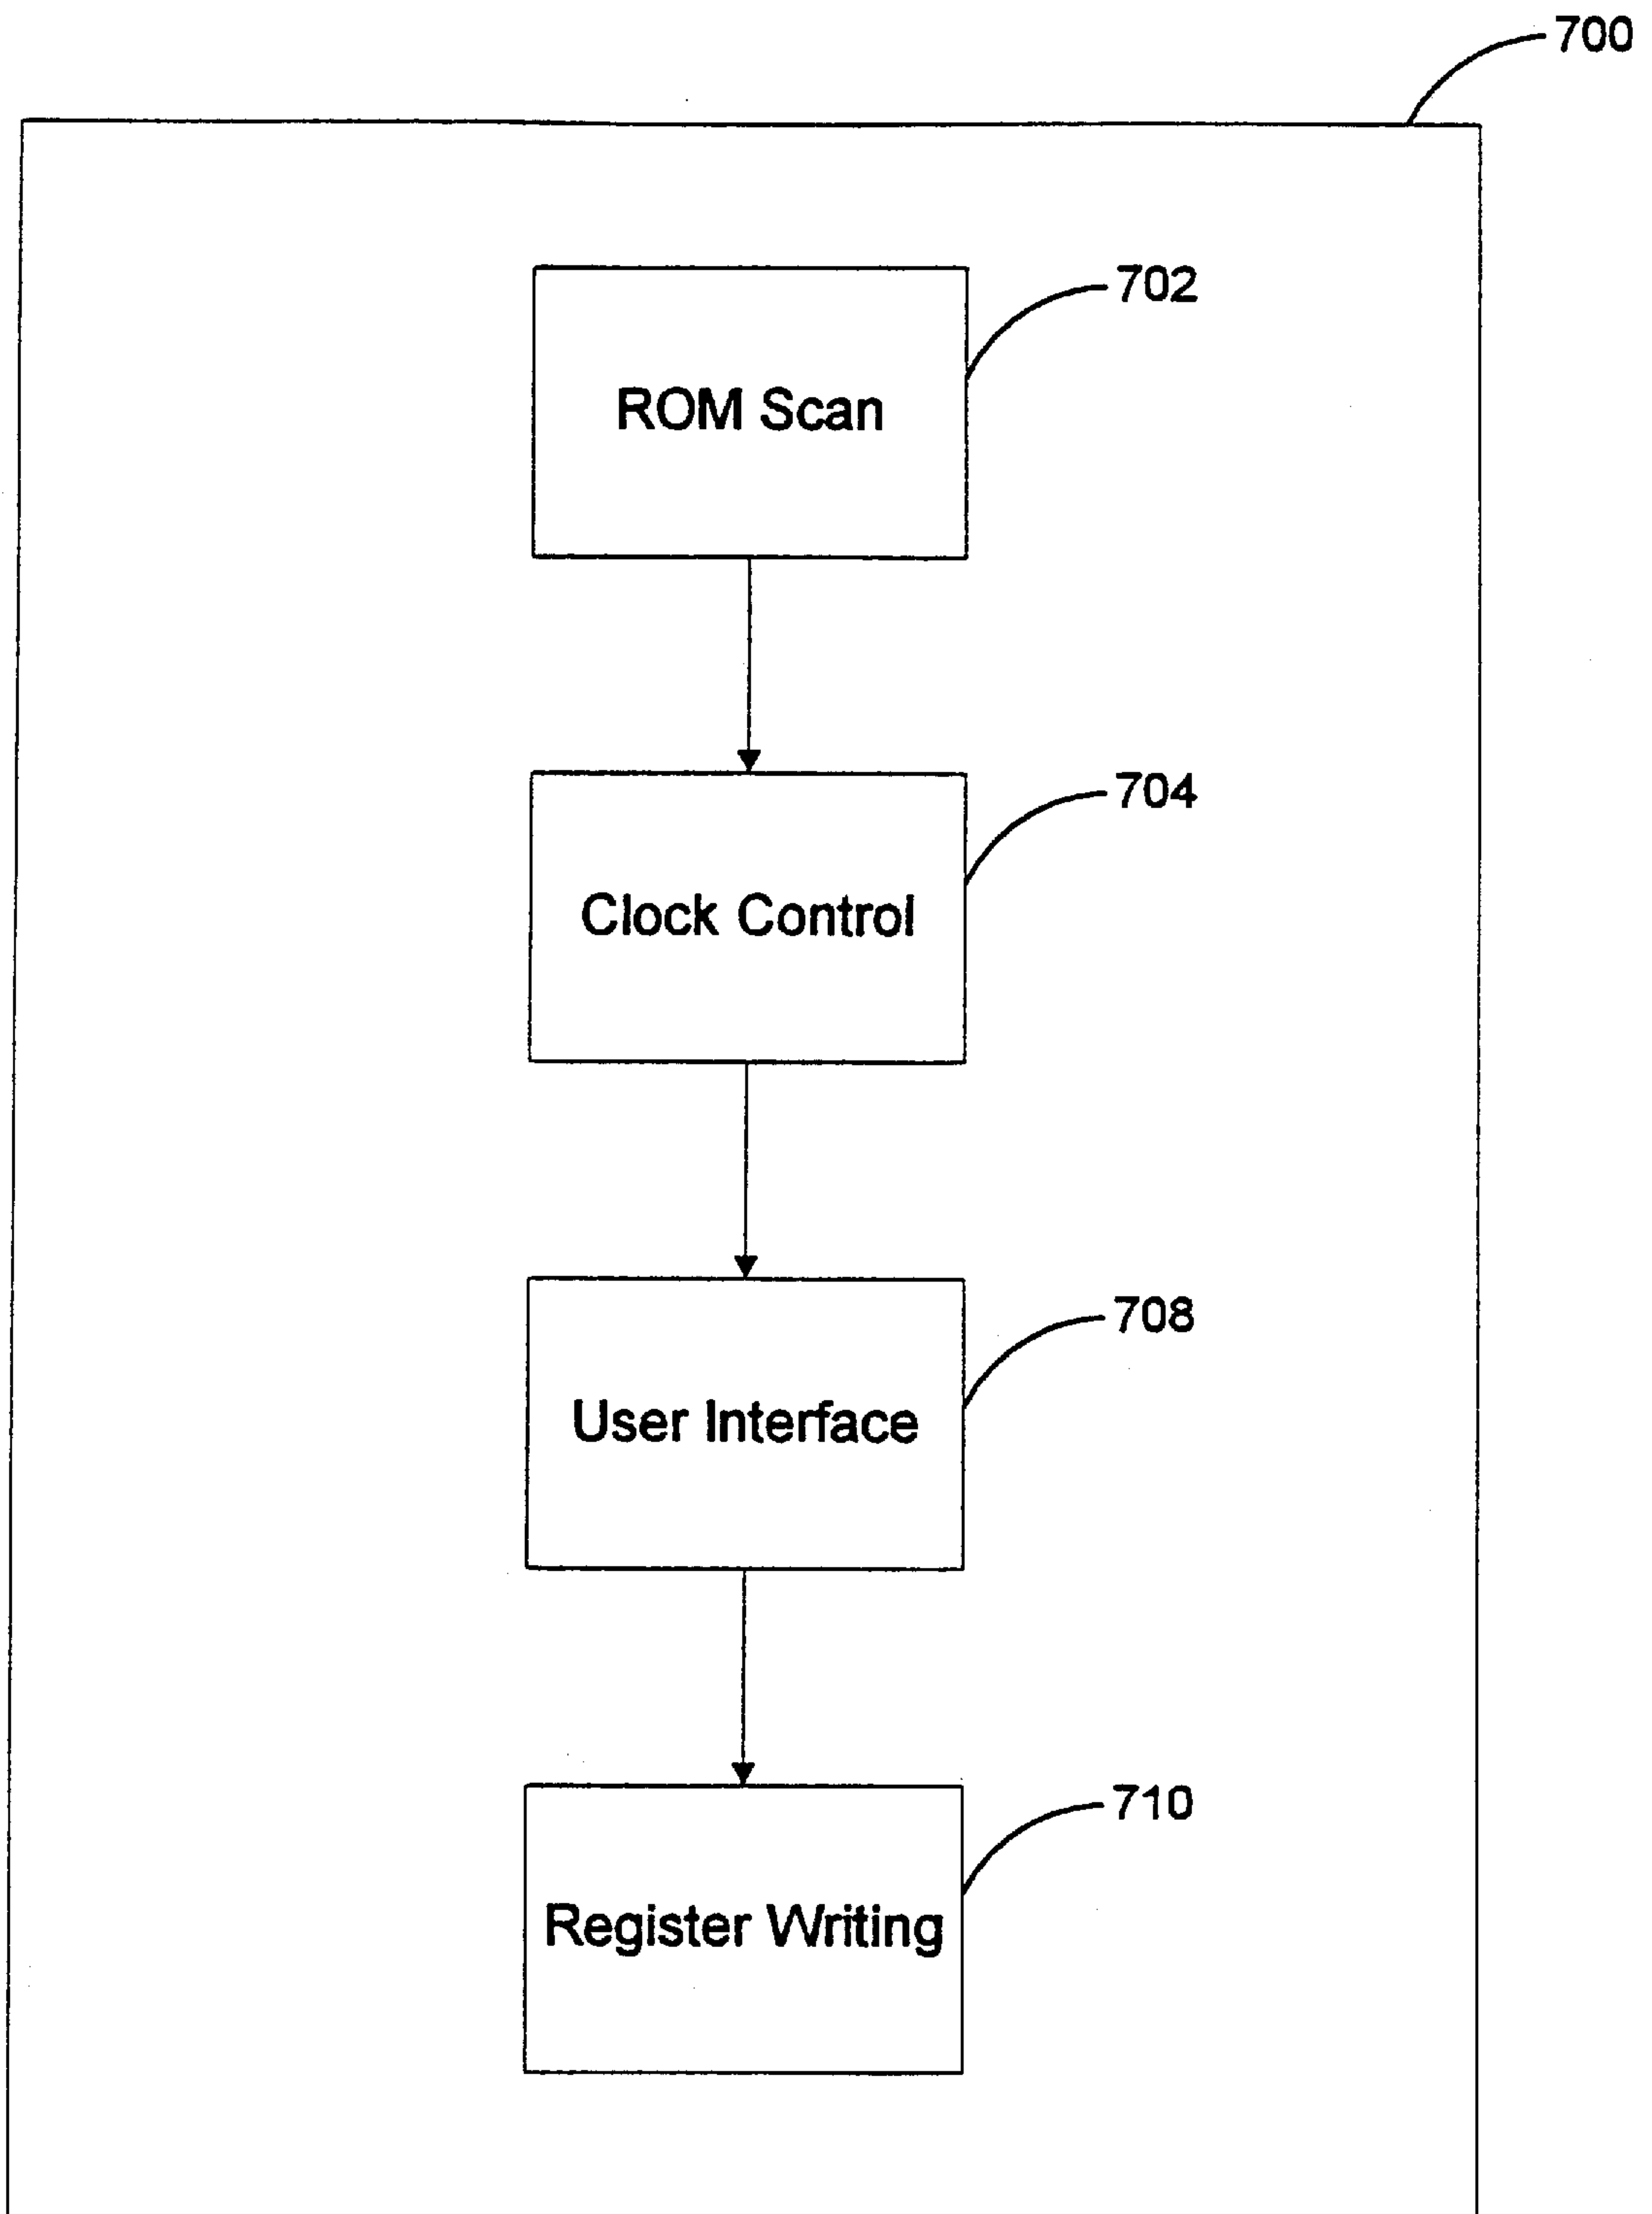 700
702
ROM Scan
704
Clock Control
708
User Interface
710
Register Writing